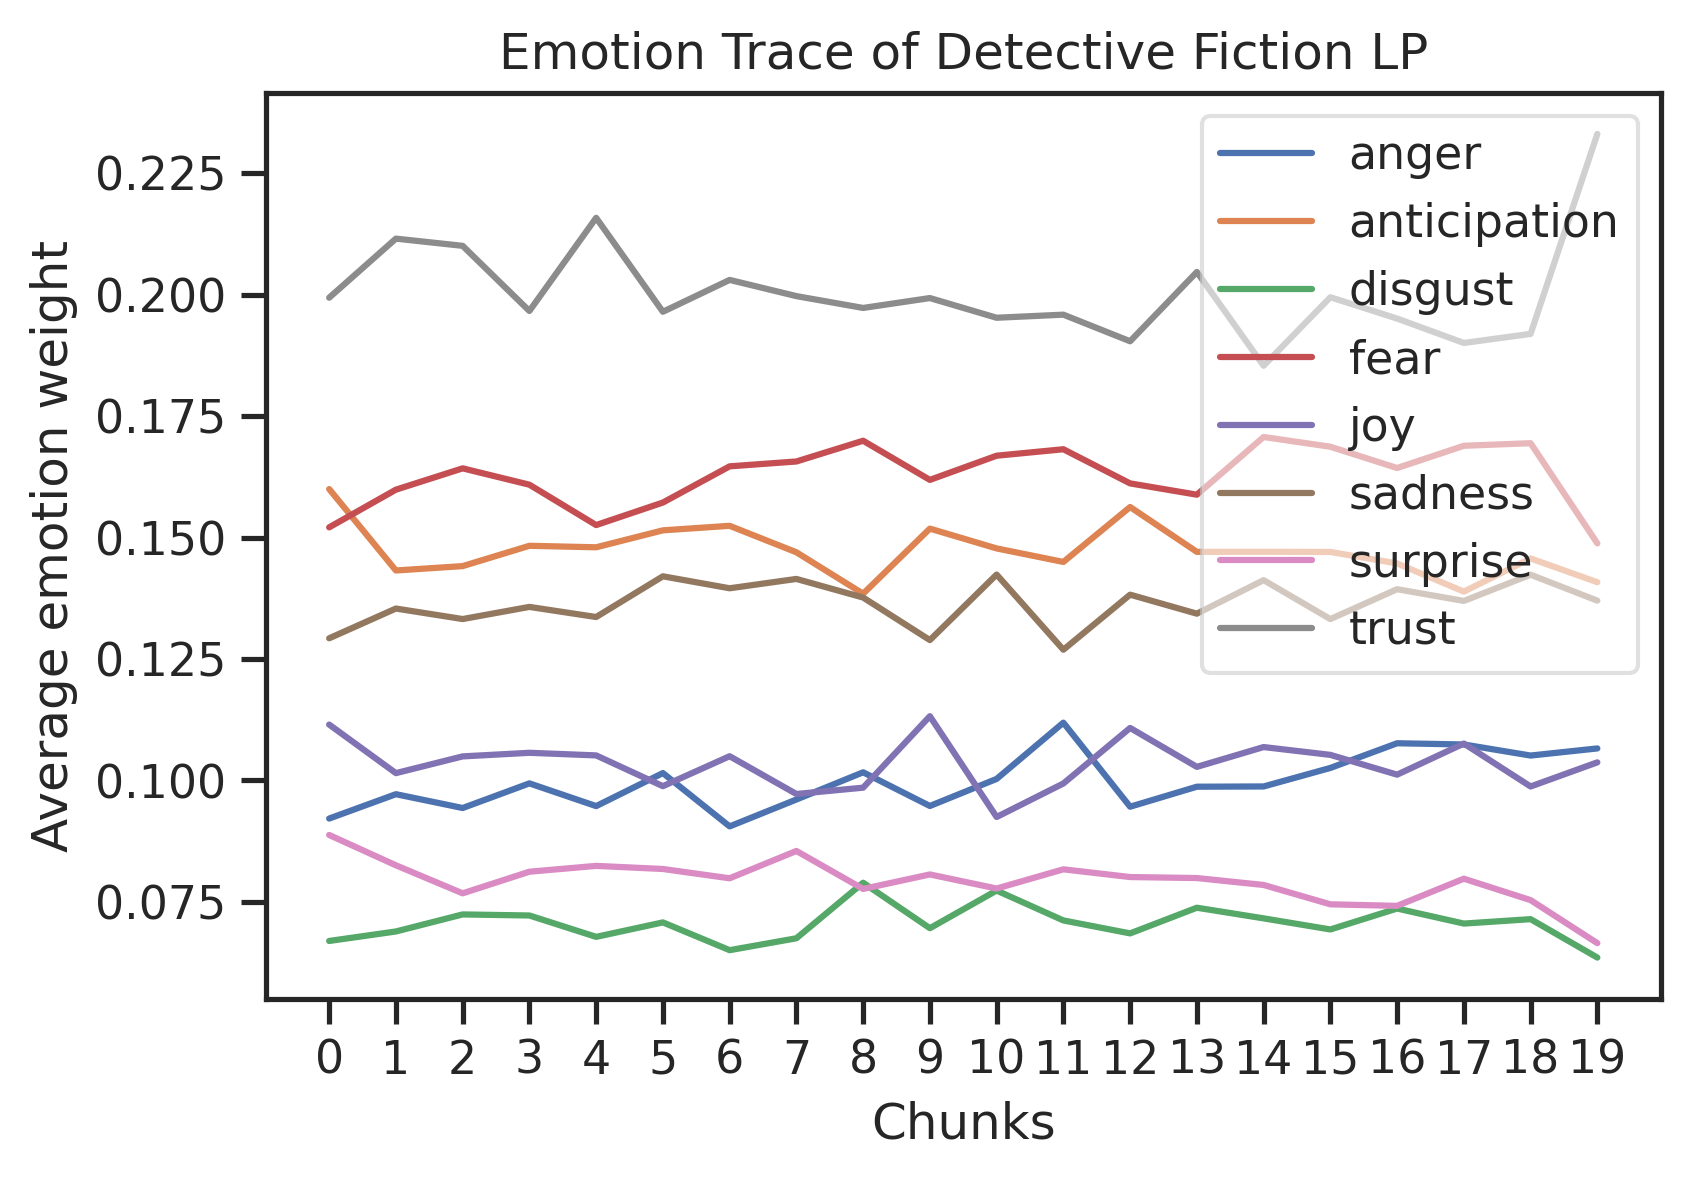 Emotion Trace of Detective Fiction LP
Average emotion weight
0.225
0.200
0.175
0.150
0.125
0.100
0.075
anger
anticipation
disgust
fear
joy
sadness
surprise
trust
0 1 2 3 4 5 6 7 8 9 10 11 12 13 14 15 16 17 18 19
Chunks